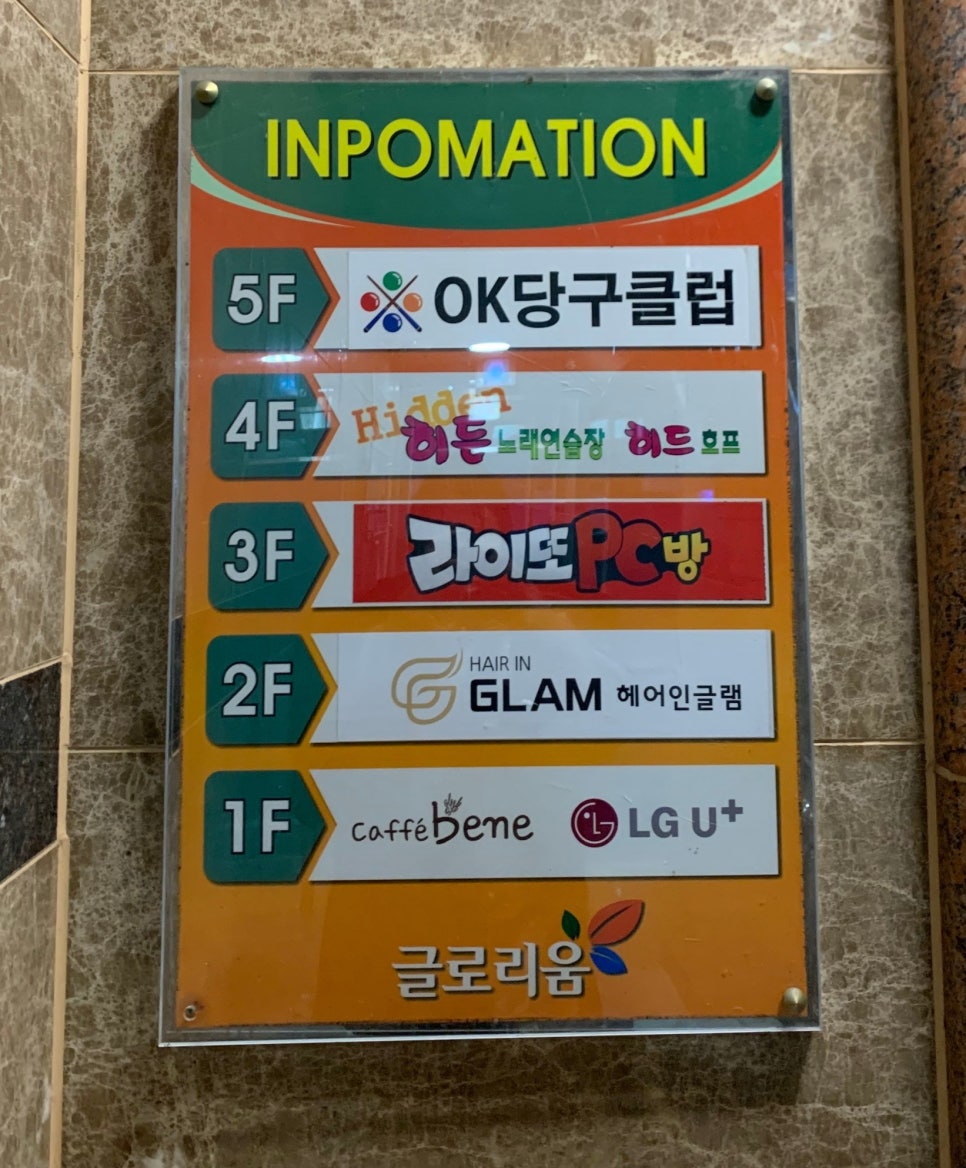 INPOMATION
5F OK당구클럽
4F Hidden 히든 노래연습장 히드 호프
3F 라이또PC방
2F HAIR IN GLAM 헤어인글램
1F caffé bene LG U+
글로리움